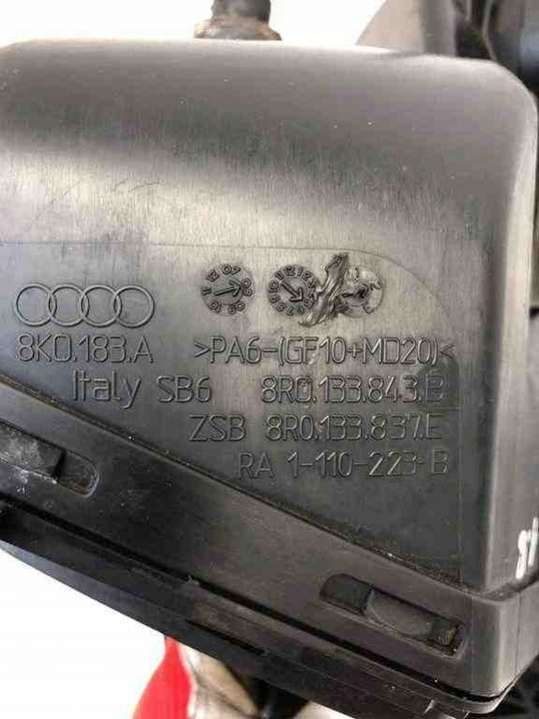 8K0.183.A >PA6-(GF10+MD20)<
Italy SB6 8R0.133.843.E
ZSB 8R0.133.837.E
RA 1-110-223-B